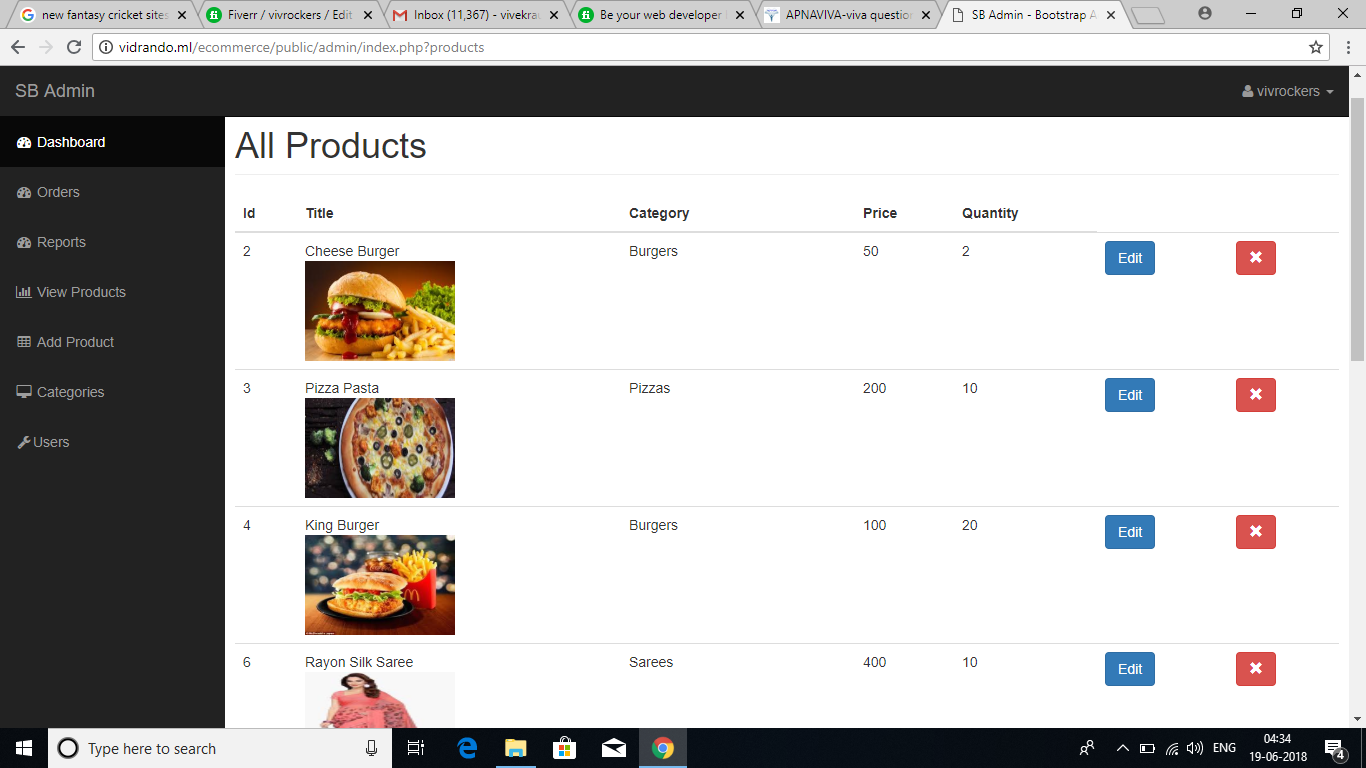 new fantasy cricket sites
Fiverr / vivrockers / Edit
Inbox (11,367) - vivekrau
Be your web developer
APNAVIVA-viva question
SB Admin - Bootstrap A
vidrando.ml/ecommerce/public/admin/index.php?products
SB Admin
vivrockers
Dashboard
Orders
Reports
View Products
Add Product
Categories
Users
All Products
Id Title Category Price Quantity
2 Cheese Burger Burgers 50 2 Edit
3 Pizza Pasta Pizzas 200 10 Edit
4 King Burger Burgers 100 20 Edit
6 Rayon Silk Saree Sarees 400 10 Edit
Type here to search
ENG
04:34
19-06-2018
4